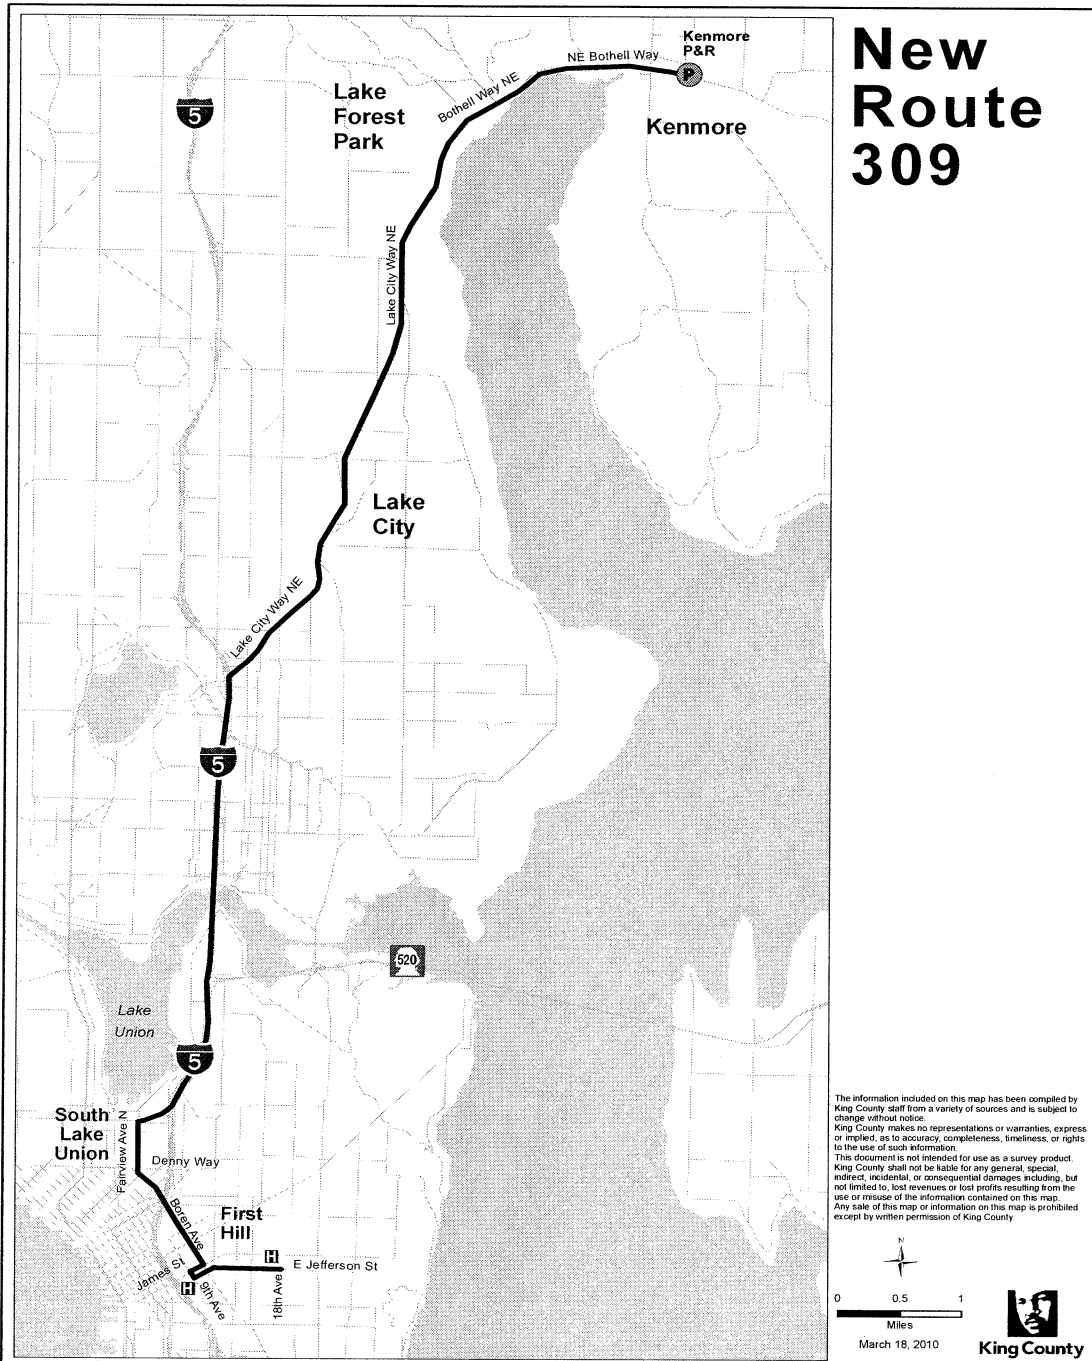 New
Route
309
Kenmore
P&R
P
NE Bothell Way
Bothell Way NE
Lake
Forest
Park
Kenmore
5
Lake City Way NE
Lake
City
Lake City Way NE
5
520
Lake
Union
5
South
Lake
Union
Fairview Ave N
Denny Way
Boren Ave
First
Hill
James St
H
H
9th Ave
18th Ave
E Jefferson St
The information included on this map has been compiled by
King County staff from a variety of sources and is subject to
change without notice.
King County makes no representations or warranties, express
or implied, as to accuracy, completeness, timeliness, or rights
to the use of such information.
This document is not intended for use as a survey product.
King County shall not be liable for any general, special,
indirect, incidental, or consequential damages including, but
not limited to, lost revenues or lost profits resulting from the
use or misuse of the information contained on this map.
Any sale of this map or information on this map is prohibited
except by written permission of King County.
N
0 0.5 1
Miles
March 18, 2010
King County